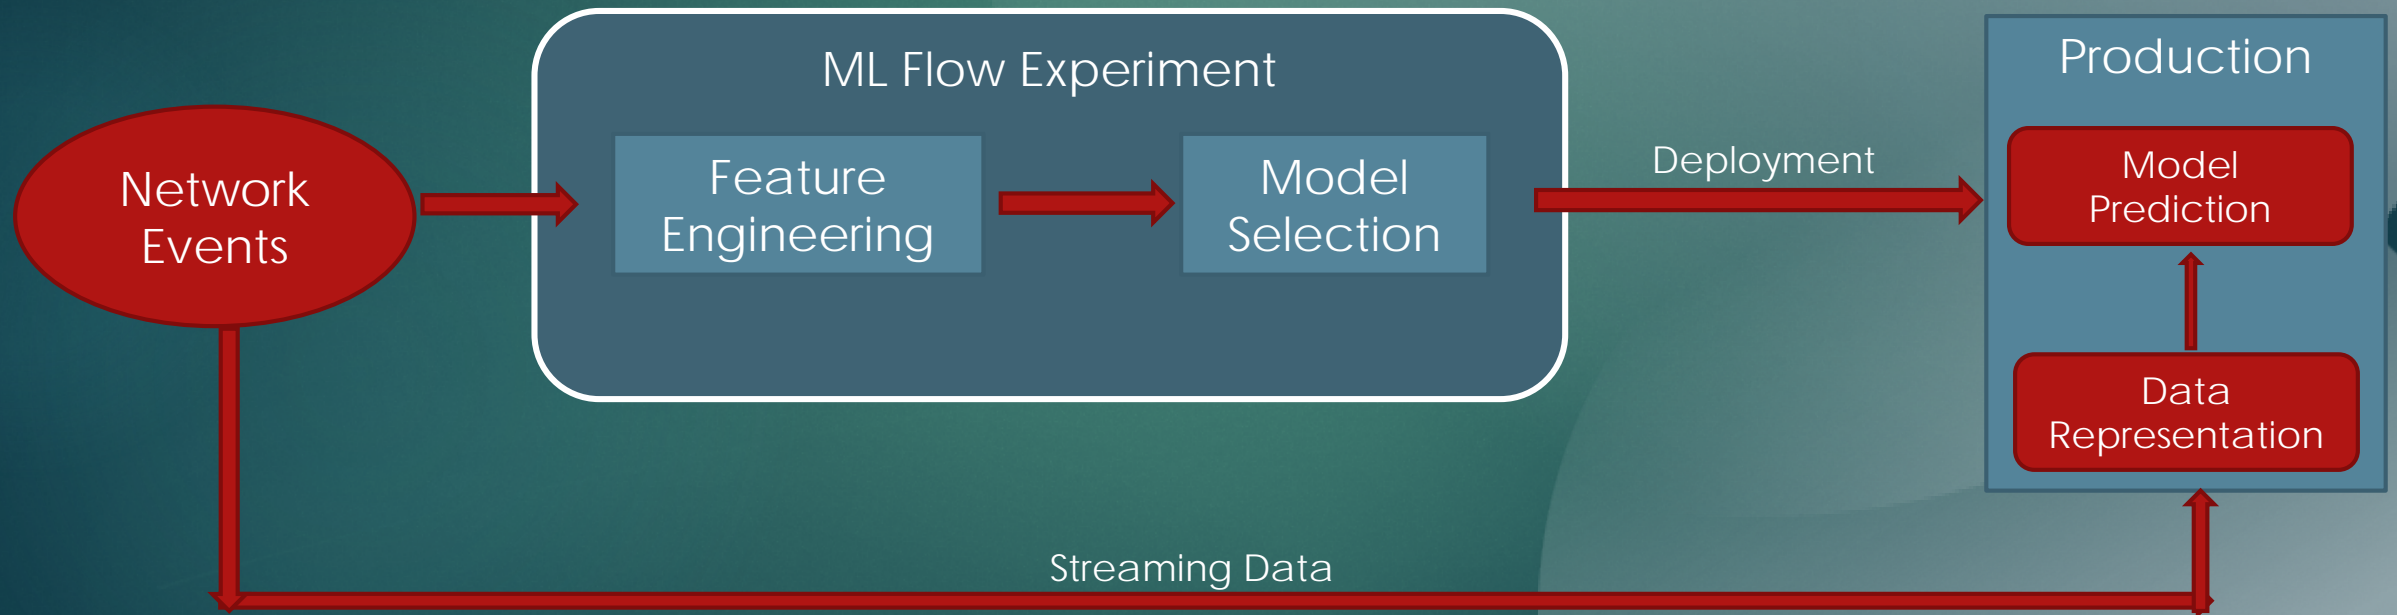 ML Flow Experiment
Production
Network
Events
Feature
Engineering
Model
Selection
Deployment
Model
Prediction
Data
Representation
Streaming Data